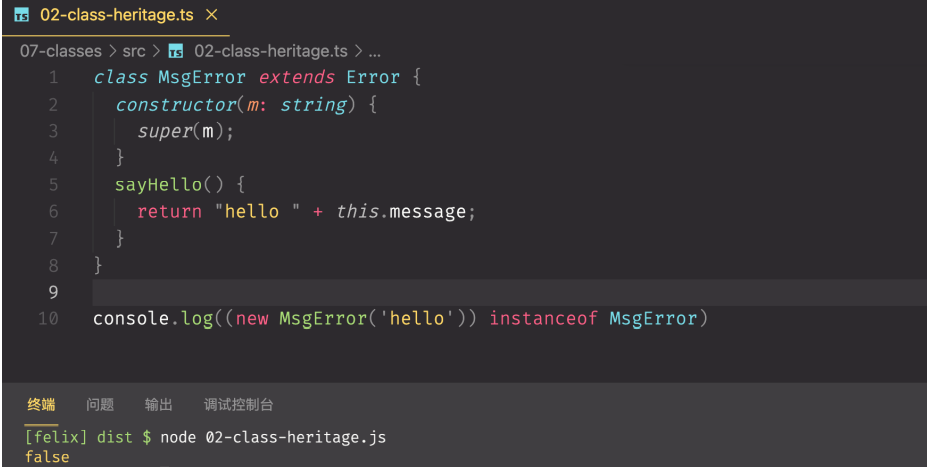 TS 02-class-heritage.ts ×
07-classes > src > TS 02-class-heritage.ts > ...
1 class MsgError extends Error {
2 constructor(m: string) {
3 super(m);
4 }
5 sayHello() {
6 return "hello " + this.message;
7 }
8 }
9
10 console.log((new MsgError('hello')) instanceof MsgError)
终端 问题 输出 调试控制台
[felix] dist $ node 02-class-heritage.js
false